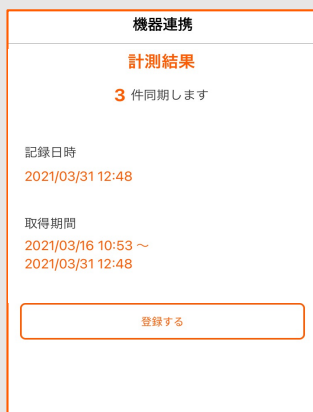 機器連携
計測結果
3 件同期します
記録日時
2021/03/31 12:48
取得期間
2021/03/16 10:53 ～
2021/03/31 12:48
登録する